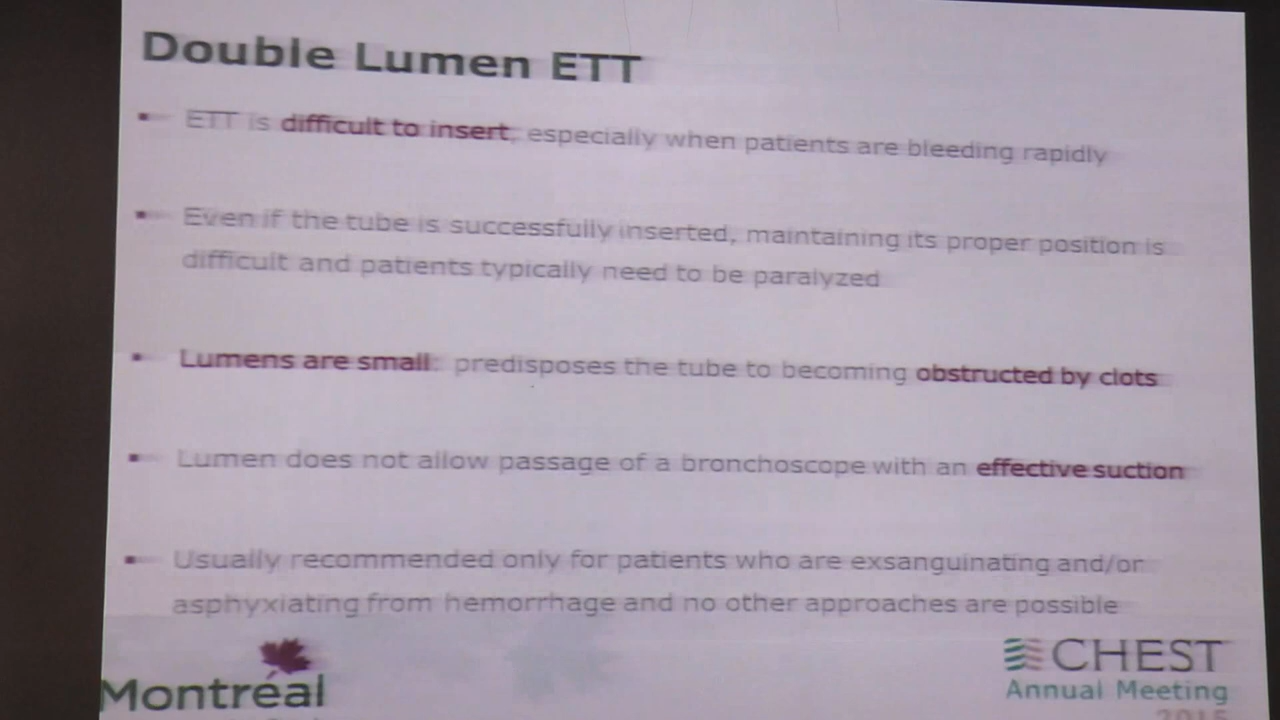 Double Lumen ETT
▪ ETT is difficult to insert, especially when patients are bleeding rapidly
▪ Even if the tube is successfully inserted, maintaining its proper position is
difficult and patients typically need to be paralyzed
▪ Lumens are small: predisposes the tube to becoming obstructed by clots
▪ Lumen does not allow passage of a bronchoscope with an effective suction
▪ Usually recommended only for patients who are exsanguinating and/or
asphyxiating from hemorrhage and no other approaches are possible
Montréal
CHEST
Annual Meeting
2015